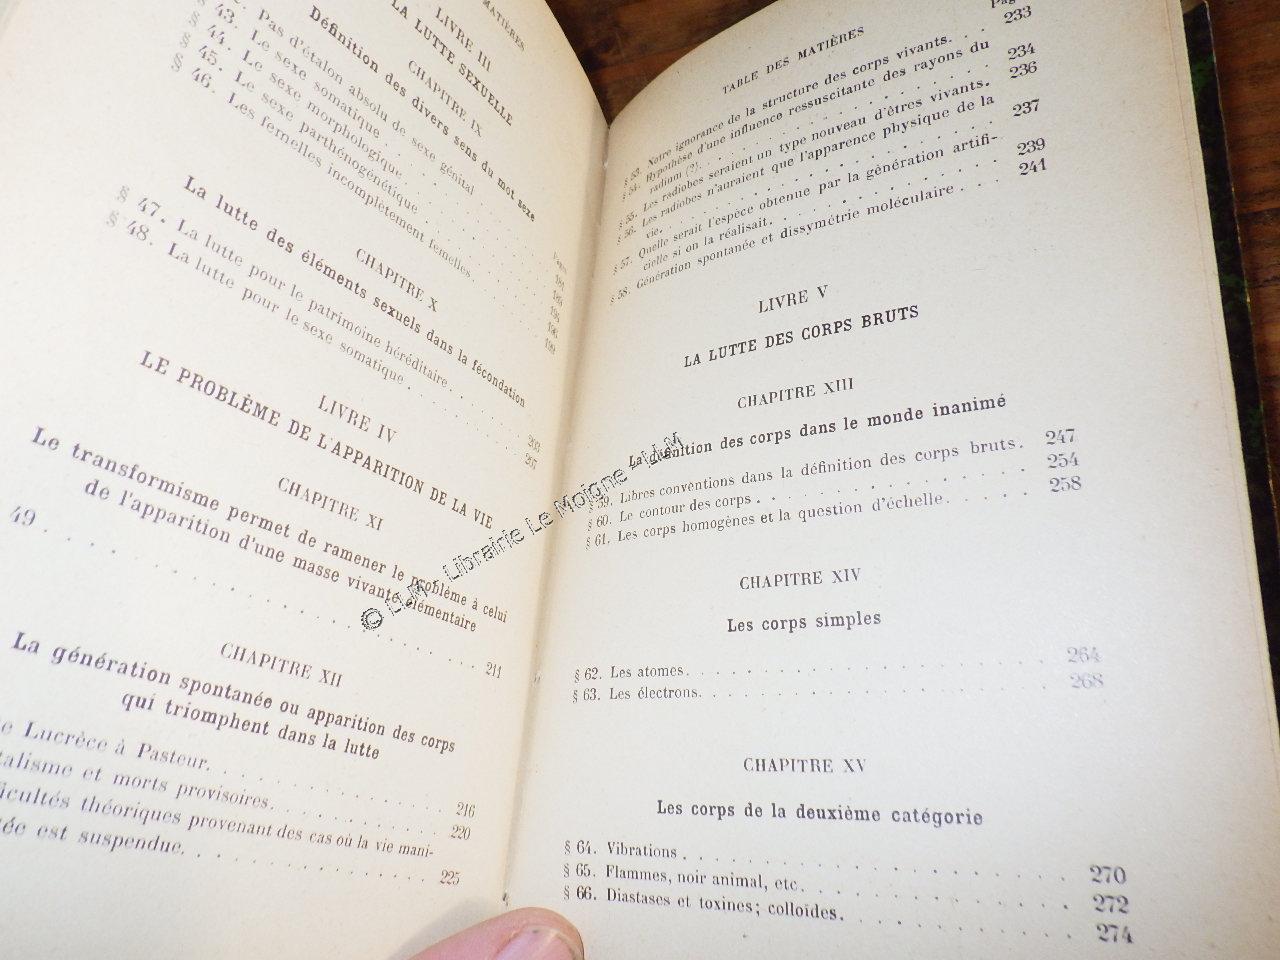 MATIÈRES
LIVRE III
LA LUTTE SEXUELLE
CHAPITRE IX
Définition des divers sens du mot sexe
Pages
Pas d'étalon absolu de sexe génital
§ 43. Le sexe somatique
§ 44. Le sexe morphologique
§ 45. Le sexe parthénogénétique
§ 46. Les femelles incomplètement femelles
CHAPITRE X
La lutte des éléments sexuels dans la fécondation
§ 47. La lutte pour le patrimoine héréditaire
§ 48. La lutte pour le sexe somatique
LIVRE IV
LE PROBLÈME DE L'APPARITION DE LA VIE
CHAPITRE XI
Le transformisme permet de ramener le problème à celui
de l'apparition d'une masse vivante élémentaire
49 . . . . . 211
CHAPITRE XII
La génération spontanée ou apparition des corps
qui triomphent dans la lutte
e Lucrèce à Pasteur. . . . . 216
talisme et morts provisoires. . . . . 220
ficultés théoriques provenant des cas où la vie mani-
tée est suspendue. . . . . 225
TABLE DES MATIÈRES
§ 53. Notre ignorance de la structure des corps vivants. . . 233
§ 54. Hypothèse d'une influence ressuscitante des rayons du
radium (?). . . . . 234
§ 55. Les radiobes seraient un type nouveau d'êtres vivants. 236
§ 56. Les radiobes n'auraient que l'apparence physique de la
vie. . . . . 237
§ 57. Quelle serait l'espèce obtenue par la génération artifi-
cielle si on la réalisait. . . . . 239
§ 58. Génération spontanée et dissymétrie moléculaire . . . 241
LIVRE V
LA LUTTE DES CORPS BRUTS
CHAPITRE XIII
La définition des corps dans le monde inanimé
§ 59. Libres conventions dans la définition des corps bruts. 247
§ 60. Le contour des corps . . . . . 254
§ 61. Les corps homogènes et la question d'échelle. . . . . 258
CHAPITRE XIV
Les corps simples
§ 62. Les atomes. . . . . 264
§ 63. Les électrons. . . . . 268
CHAPITRE XV
Les corps de la deuxième catégorie
§ 64. Vibrations . . . . . 270
§ 65. Flammes, noir animal, etc. . . . . 272
§ 66. Diastases et toxines; colloïdes. . . . . 274
© LLM - Librairie Le Moigne - LLM